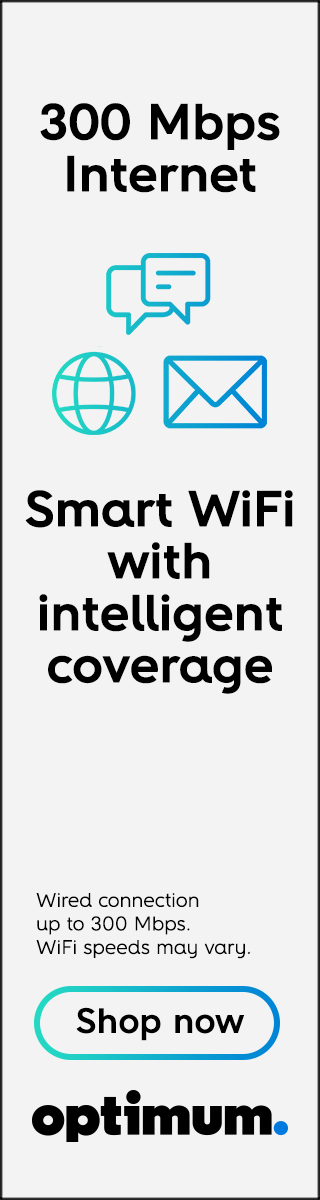 300 Mbps
Internet
Smart WiFi
with
intelligent
coverage
Wired connection
up to 300 Mbps.
WiFi speeds may vary.
Shop now
optimum.